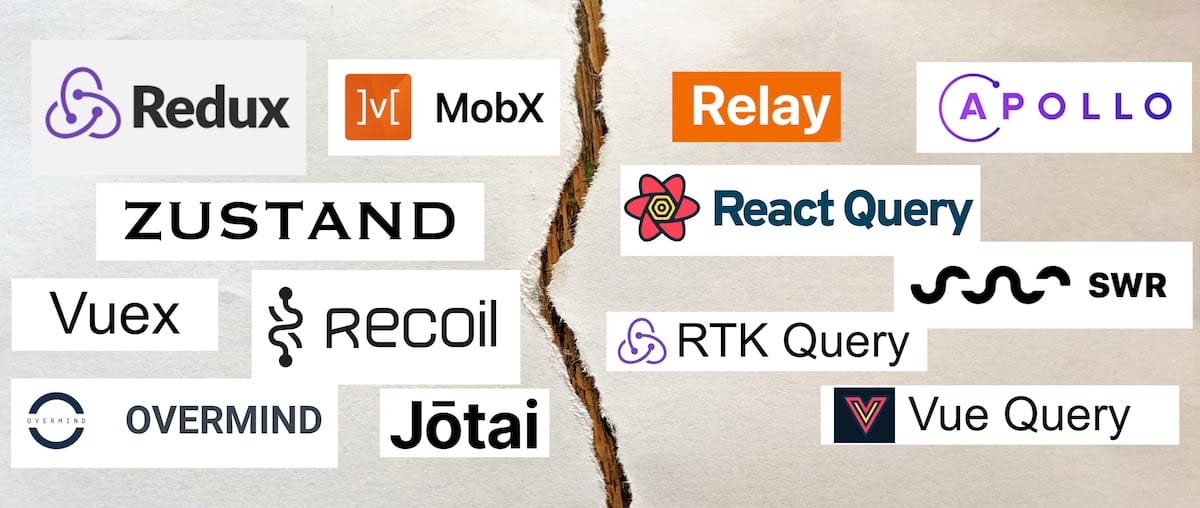 Redux
MobX
ZUSTAND
Vuex
RECOIL
OVERMIND
OVERMIND
Jōtai
Relay
APOLLO
React Query
SWR
RTK Query
Vue Query